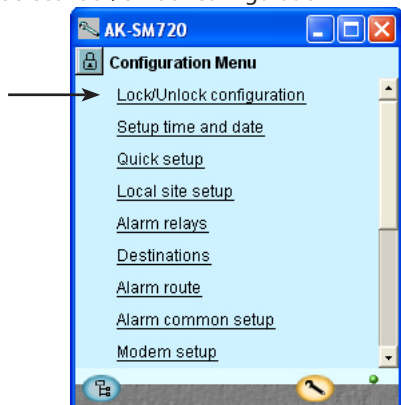 AK-SM720
Configuration Menu
Lock/Unlock configuration
Setup time and date
Quick setup
Local site setup
Alarm relays
Destinations
Alarm route
Alarm common setup
Modem setup